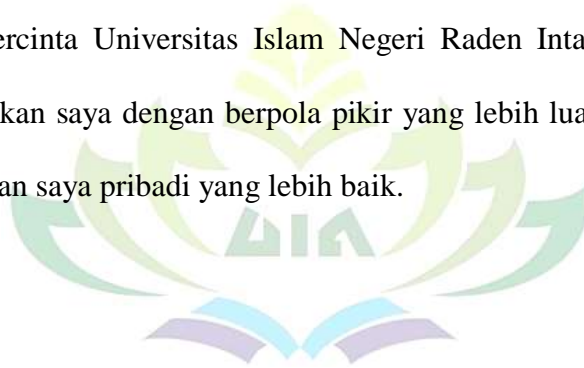 ercinta Universitas Islam Negeri Raden Inta
kan saya dengan berpola pikir yang lebih lua
an saya pribadi yang lebih baik.
UIN